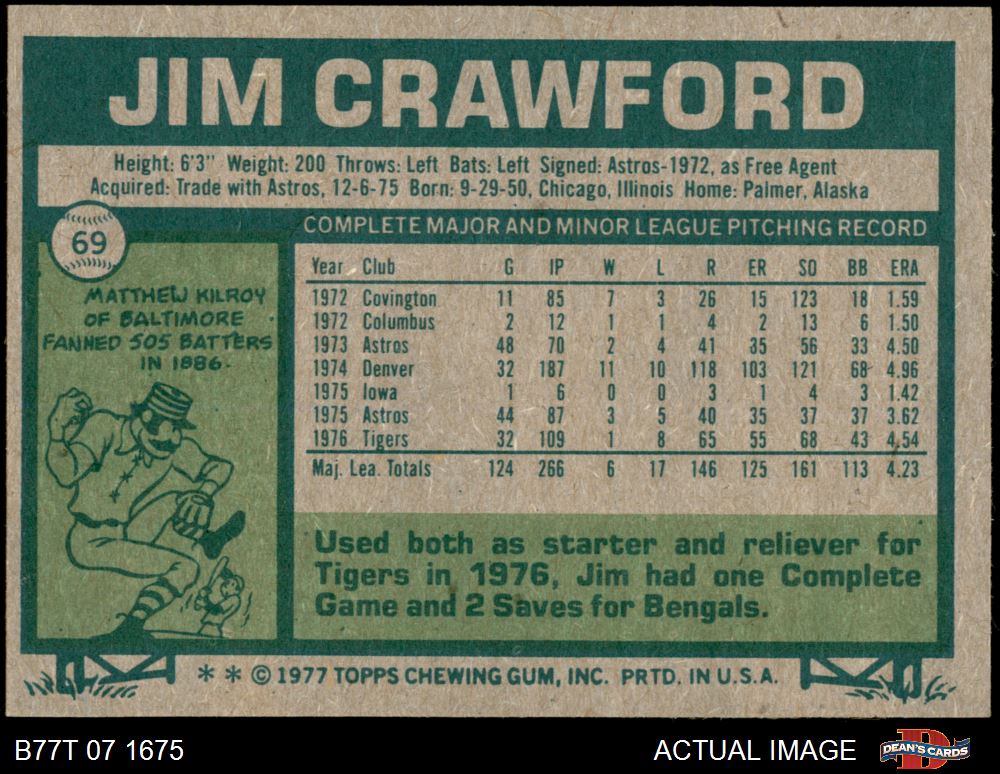 JIM CRAWFORD
Height: 6'3" Weight: 200 Throws: Left Bats: Left Signed: Astros-1972, as Free Agent
Acquired: Trade with Astros, 12-6-75 Born: 9-29-50, Chicago, Illinois Home: Palmer, Alaska
69
MATTHEW KILROY
OF BALTIMORE
FANNED 505 BATTERS
IN 1886.
COMPLETE MAJOR AND MINOR LEAGUE PITCHING RECORD
Year Club G IP W L R ER SO BB ERA
1972 Covington 11 85 7 3 26 15 123 18 1.59
1972 Columbus 2 12 1 1 4 2 13 6 1.50
1973 Astros 48 70 2 4 41 35 56 33 4.50
1974 Denver 32 187 11 10 118 103 121 68 4.96
1975 Iowa 1 6 0 0 3 1 4 3 1.42
1975 Astros 44 87 3 5 40 35 37 37 3.62
1976 Tigers 32 109 1 8 65 55 68 43 4.54
Maj. Lea. Totals 124 266 6 17 146 125 161 113 4.23
Used both as starter and reliever for
Tigers in 1976, Jim had one Complete
Game and 2 Saves for Bengals.
* * © 1977 TOPPS CHEWING GUM, INC. PRTD. IN U.S.A.
B77T 07 1675
ACTUAL IMAGE
DEAN'S CARDS